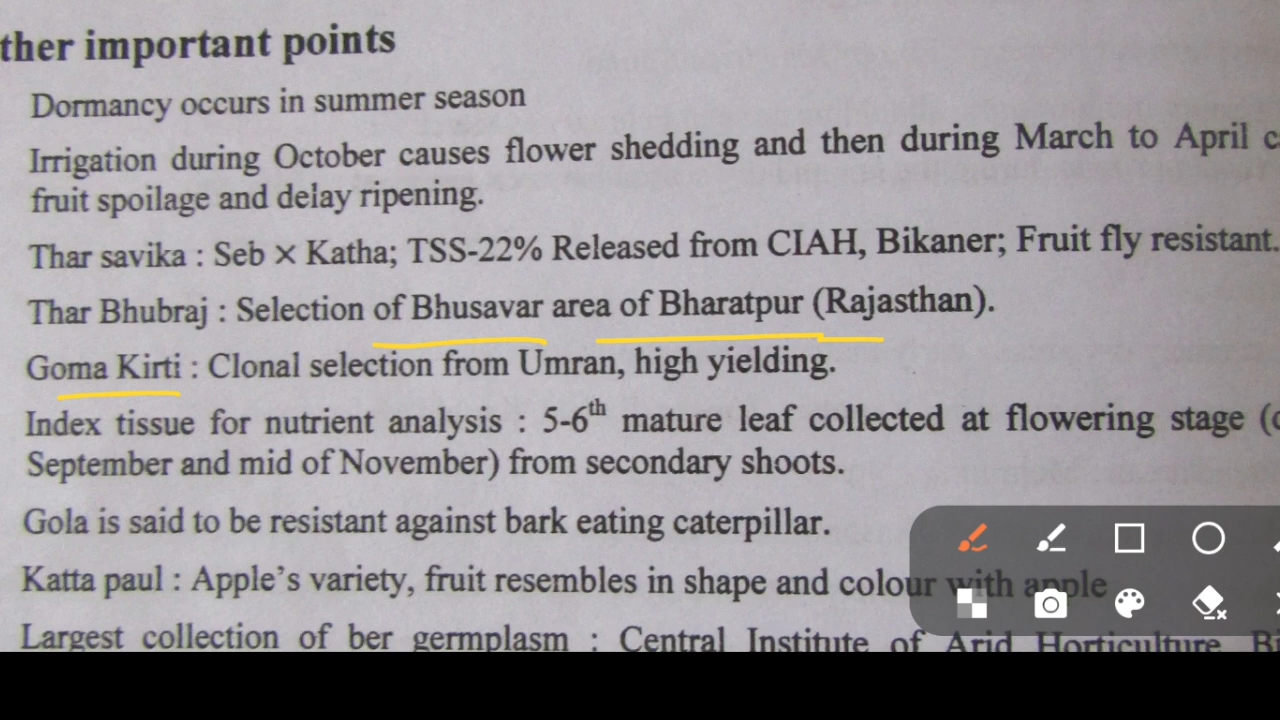 ther important points
Dormancy occurs in summer season
Irrigation during October causes flower shedding and then during March to April c
fruit spoilage and delay ripening.
Thar savika : Seb × Katha; TSS-22% Released from CIAH, Bikaner; Fruit fly resistant.
Thar Bhubraj : Selection of Bhusavar area of Bharatpur (Rajasthan).
Goma Kirti : Clonal selection from Umran, high yielding.
Index tissue for nutrient analysis : 5-6th mature leaf collected at flowering stage (
September and mid of November) from secondary shoots.
Gola is said to be resistant against bark eating caterpillar.
Katta paul : Apple's variety, fruit resembles in shape and colour with apple
Largest collection of ber germplasm : Central Institute of Arid Horticulture Bi